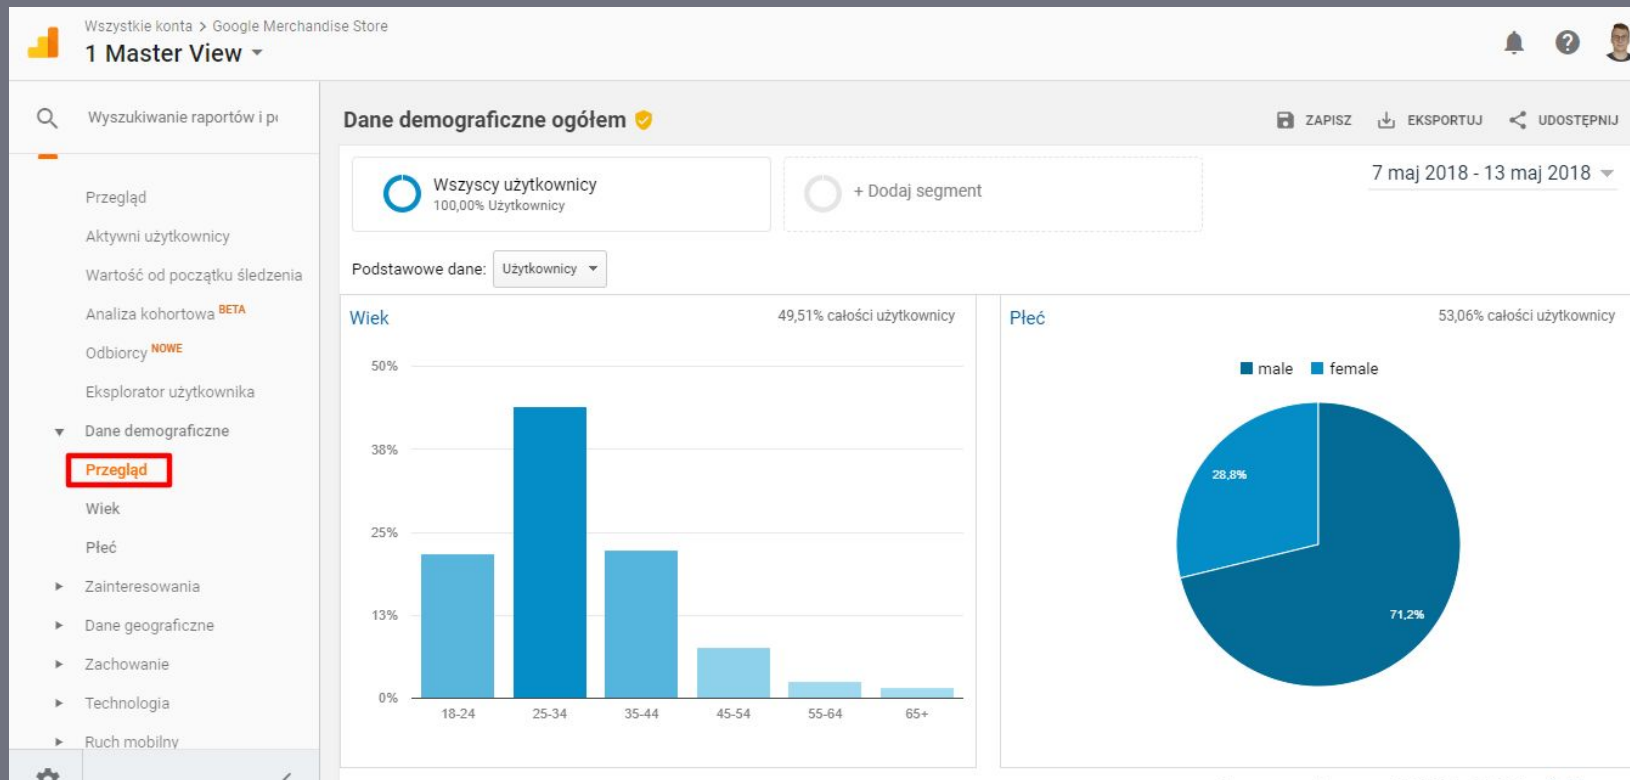 Wszystkie konta > Google Merchandise Store
1 Master View
Wyszukiwanie raportów i
Przegląd
Aktywni użytkownicy
Wartość od początku śledzenia
Analiza kohortowa BETA
Odbiorcy NOWE
Eksplorator użytkownika
Dane demograficzne
Przegląd
Wiek
Płeć
Zainteresowania
Dane geograficzne
Zachowanie
Technologia
Ruch mobilny
Dane demograficzne ogółem
ZAPISZ EKSPORTUJ UDOSTĘPNIJ
Wszyscy użytkownicy
100,00% Użytkownicy
+ Dodaj segment
7 maj 2018 - 13 maj 2018
Podstawowe dane: Użytkownicy
Wiek 49,51% całości użytkownicy
50%
38%
25%
13%
0%
18-24 25-34 35-44 45-54 55-64 65+
Płeć 53,06% całości użytkownicy
male female
28,8%
71,2%